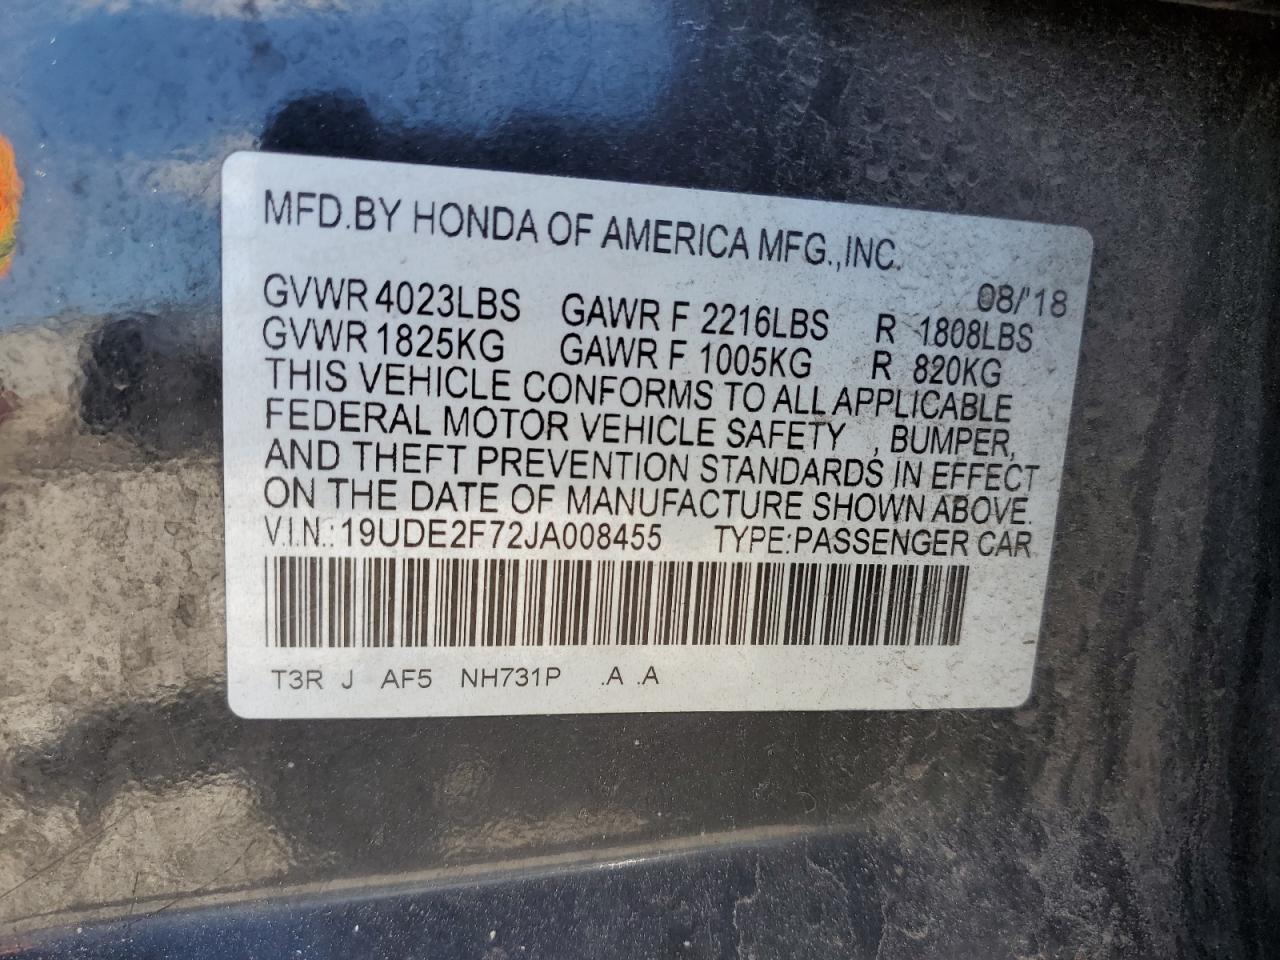 MFD.BY HONDA OF AMERICA MFG.,INC.
08/'18
GVWR 4023LBS GAWR F 2216LBS R 1808LBS
GVWR 1825KG GAWR F 1005KG R 820KG
THIS VEHICLE CONFORMS TO ALL APPLICABLE
FEDERAL MOTOR VEHICLE SAFETY , BUMPER,
AND THEFT PREVENTION STANDARDS IN EFFECT
ON THE DATE OF MANUFACTURE SHOWN ABOVE.
V.I.N.: 19UDE2F72JA008455 TYPE:PASSENGER CAR
T3R J AF5 NH731P .A .A